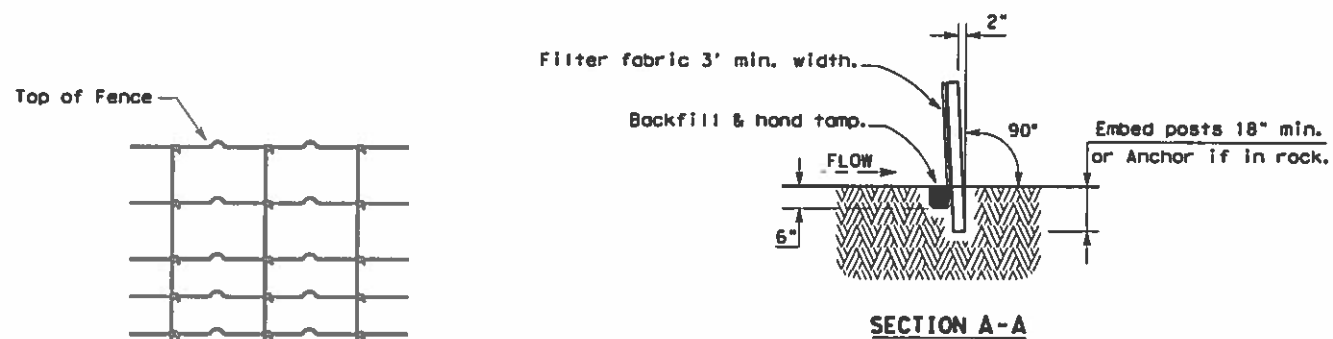 Top of Fence
2"
Filter fabric 3' min. width.
Backfill & hand tamp.
90°
Embed posts 18" min.
or Anchor if in rock.
FLOW
6"
SECTION A-A